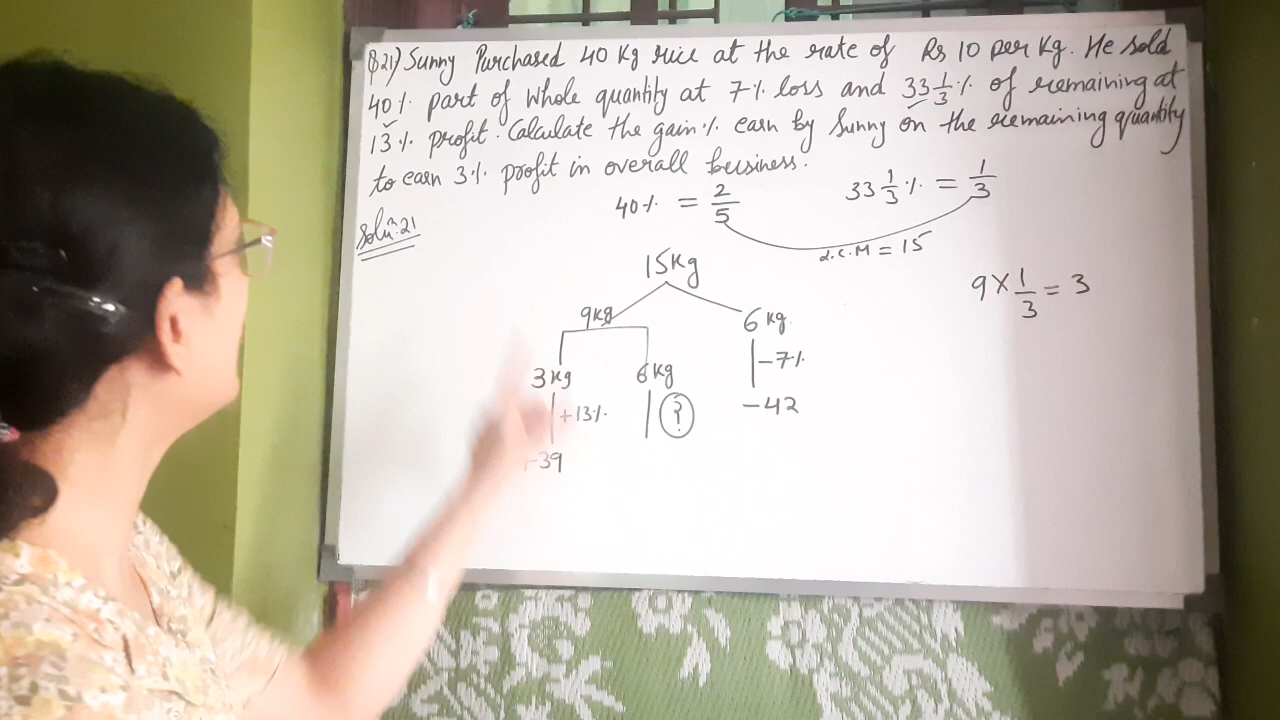 Q21) Sunny Purchased 40 Kg rice at the rate of Rs 10 per Kg. He sold
40% part of whole quantity at 7% loss and 33 1/3 % of remaining at
13% profit. Calculate the gain% earn by Sunny on the remaining quantity
to earn 3% profit in overall business.
Soluⁿ.21
40% = 2/5
33 1/3 % = 1/3
L.C.M = 15
15Kg
9 × 1/3 = 3
9Kg
6 Kg
3Kg
6Kg
-7%
+13%
?
-42
39